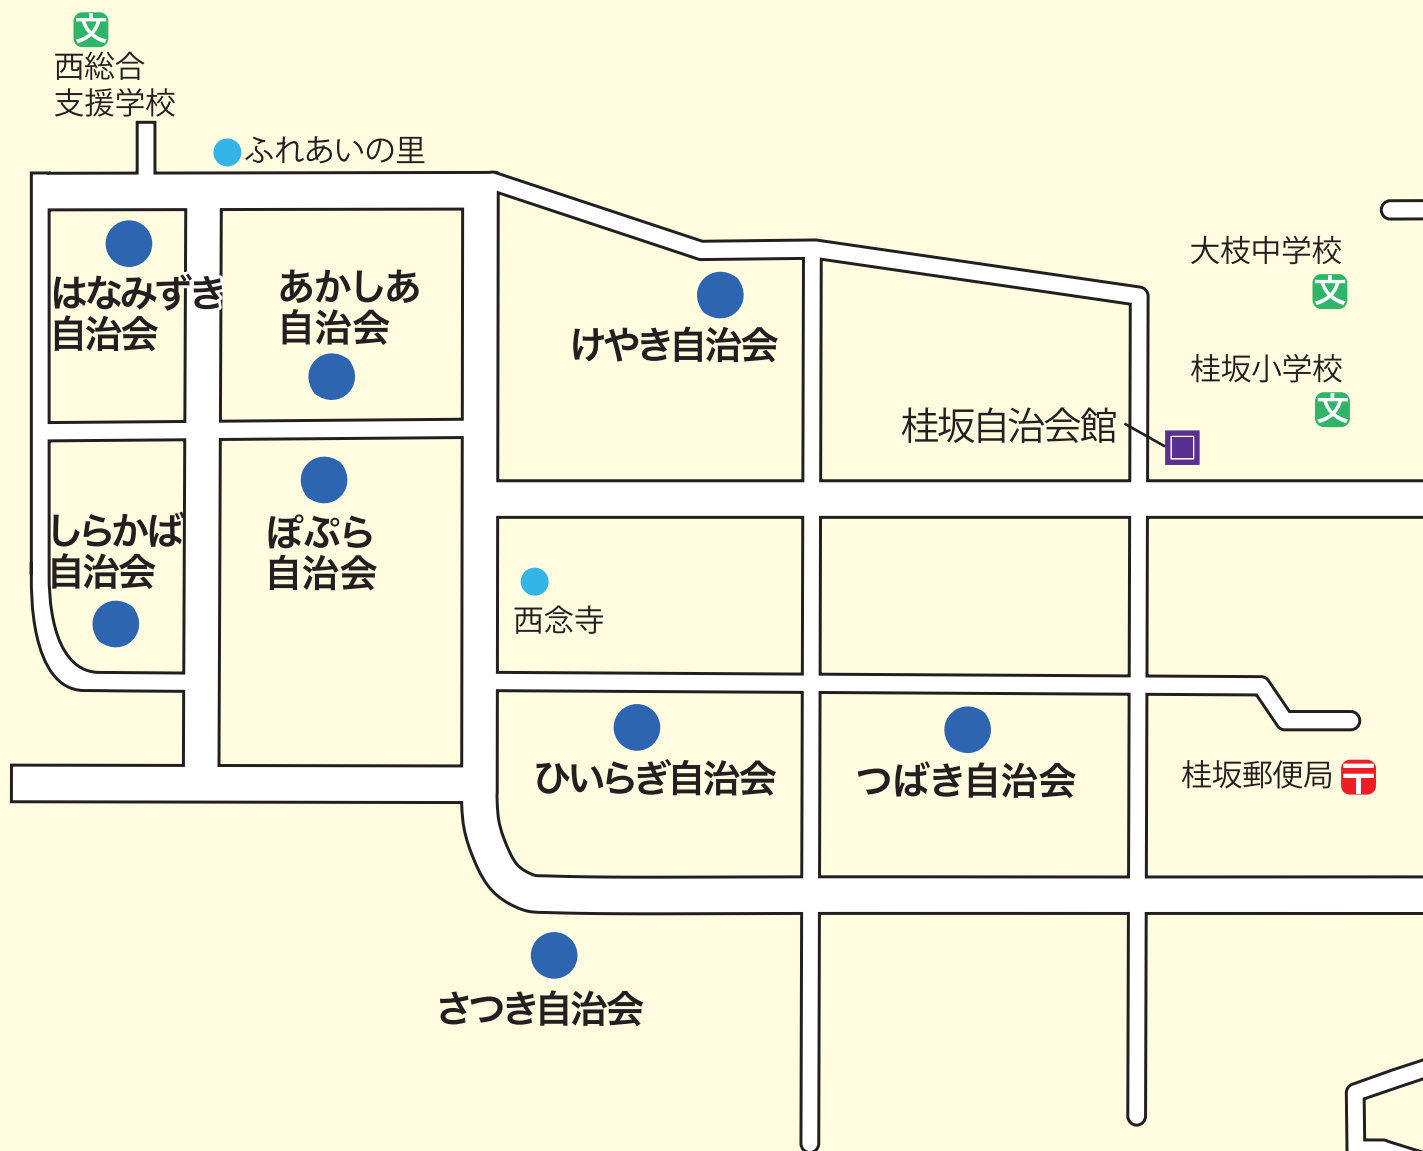 文
西総合
支援学校
ふれあいの里
はなみずき
自治会
あかしあ
自治会
けやき自治会
大枝中学校
文
桂坂小学校
文
桂坂自治会館
しらかば
自治会
ぽぷら
自治会
西念寺
ひいらぎ自治会
つばき自治会
桂坂郵便局
〒
さつき自治会